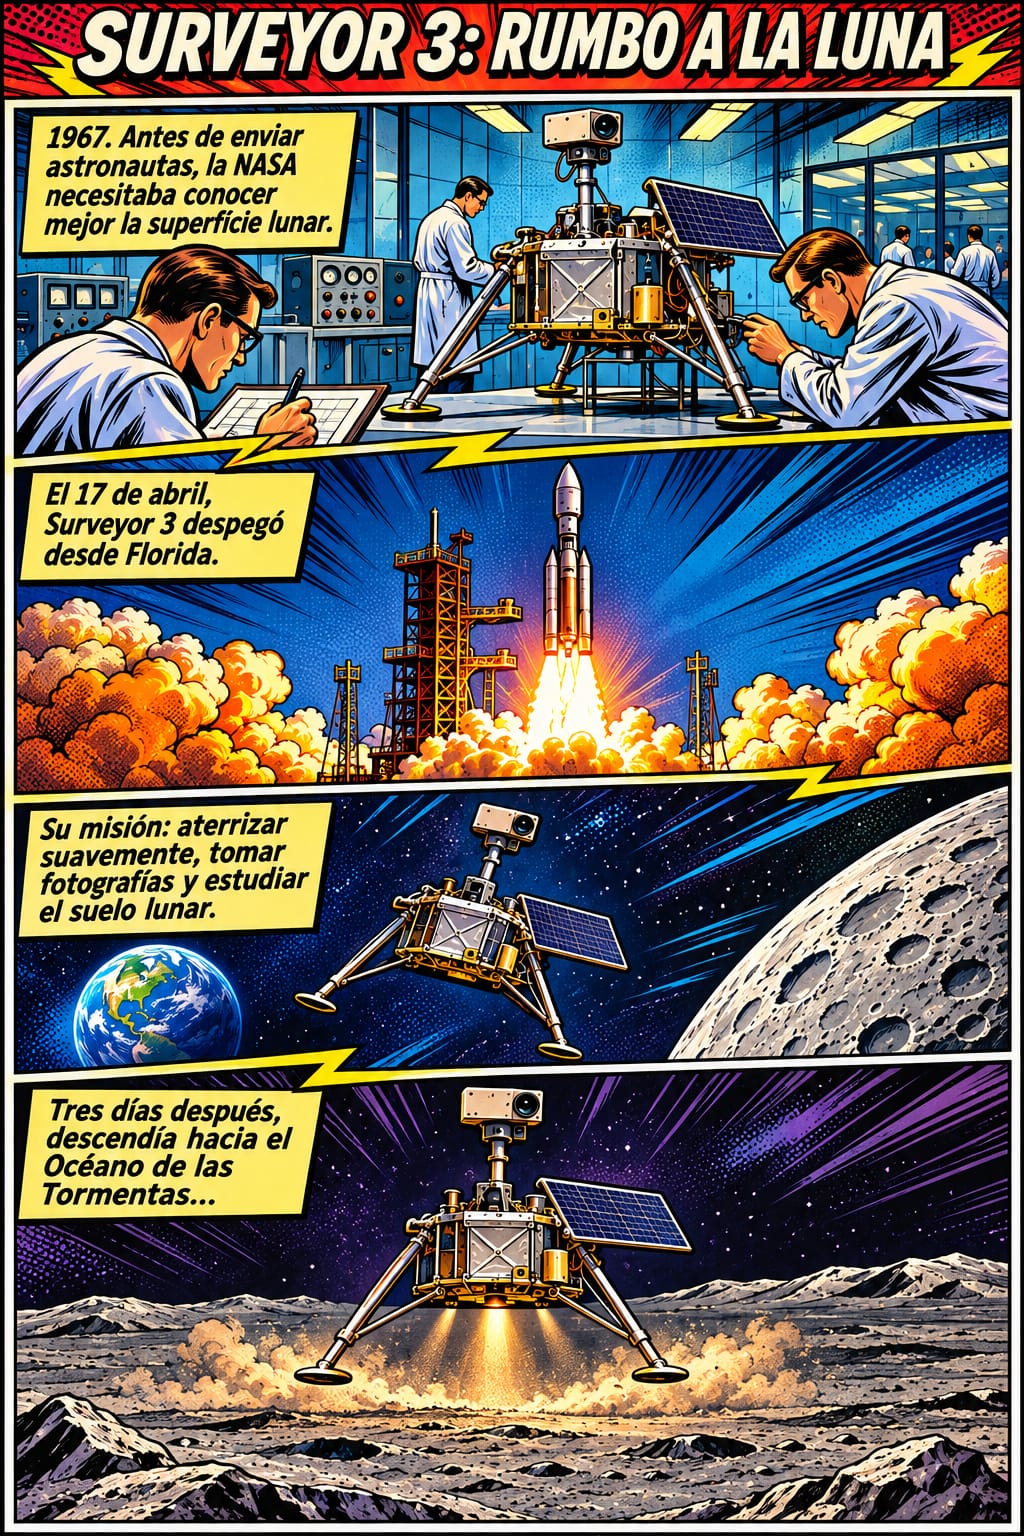 SURVEYOR 3: RUMBO A LA LUNA
1967. Antes de enviar
astronautas, la NASA
necesitaba conocer
mejor la superfície lunar.
El 17 de abril,
Surveyor 3 despegó
desde Florida.
Su misión: aterrizar
suavemente, tomar
fotografías y estudiar
el suelo lunar.
Tres días después,
descendía hacia el
Océano de las
Tormentas...